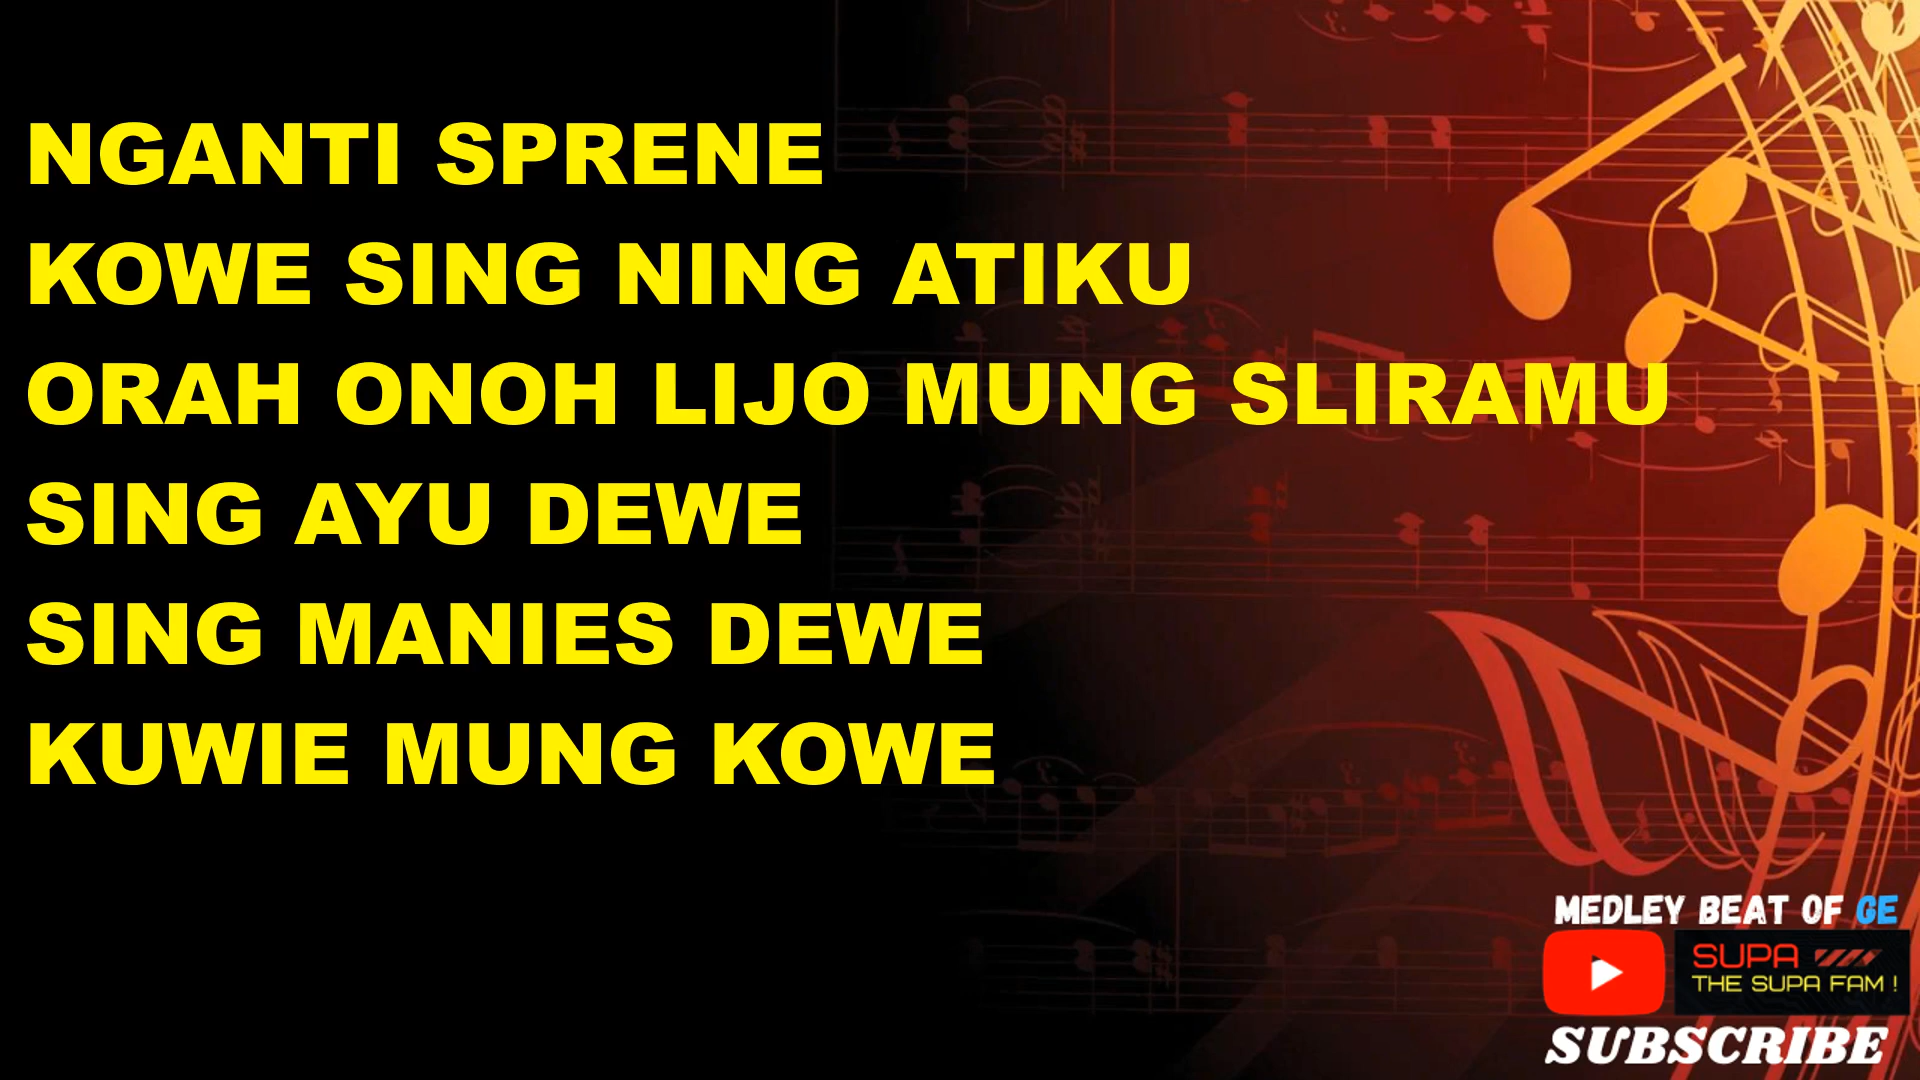 NGANTI SPRENE
KOWE SING NING ATIKU
ORAH ONOH LIJO MUNG SLIRAMU
SING AYU DEWE
SING MANIES DEWE
KUWIE MUNG KOWE
MEDLEY BEAT OF GE
SUPA
THE SUPA FAM !
SUBSCRIBE